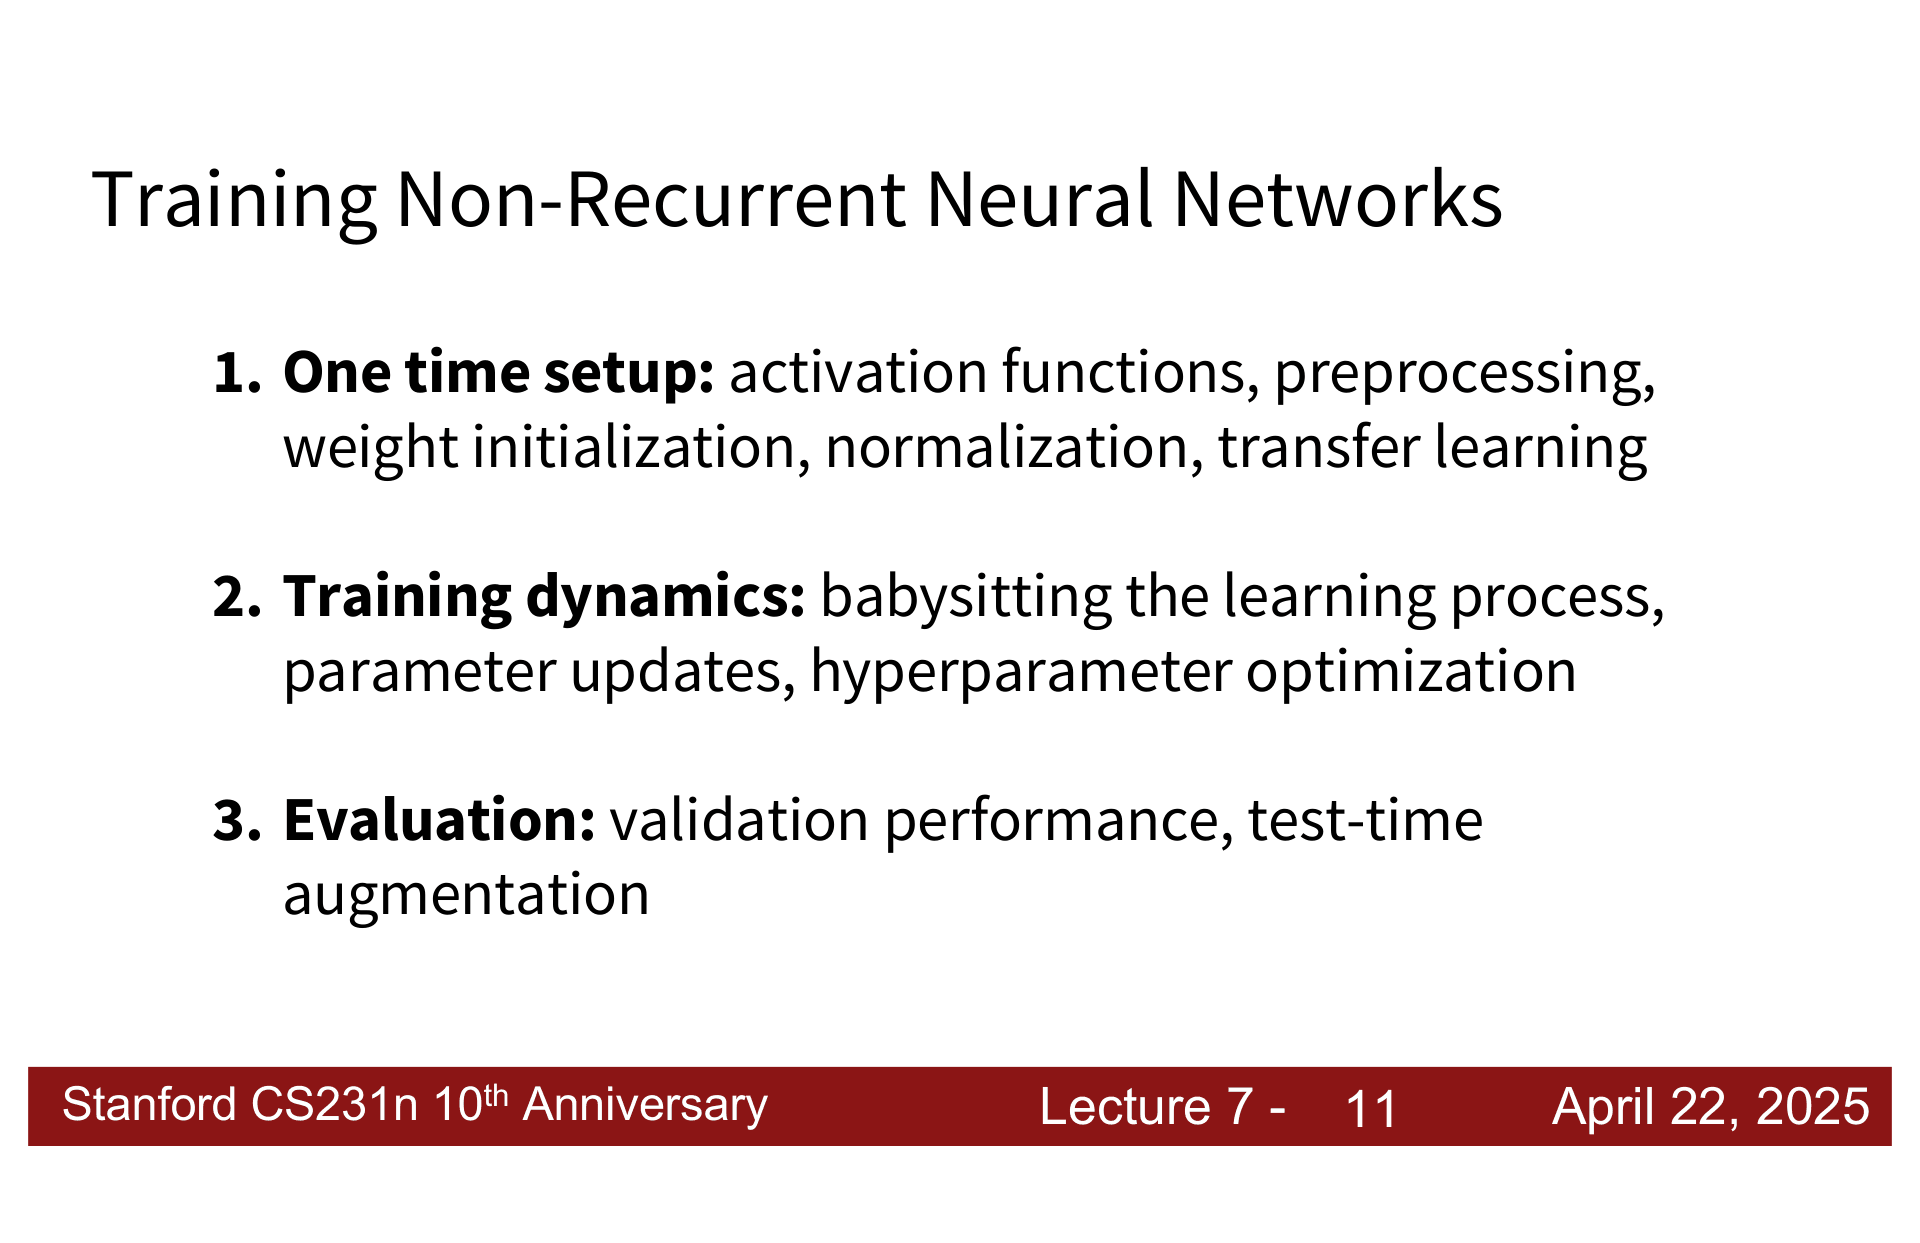 Training Non-Recurrent Neural Networks
1. One time setup: activation functions, preprocessing,
weight initialization, normalization, transfer learning
2. Training dynamics: babysitting the learning process,
parameter updates, hyperparameter optimization
3. Evaluation: validation performance, test-time
augmentation
Stanford CS231n 10th Anniversary Lecture 7 - 11 April 22, 2025